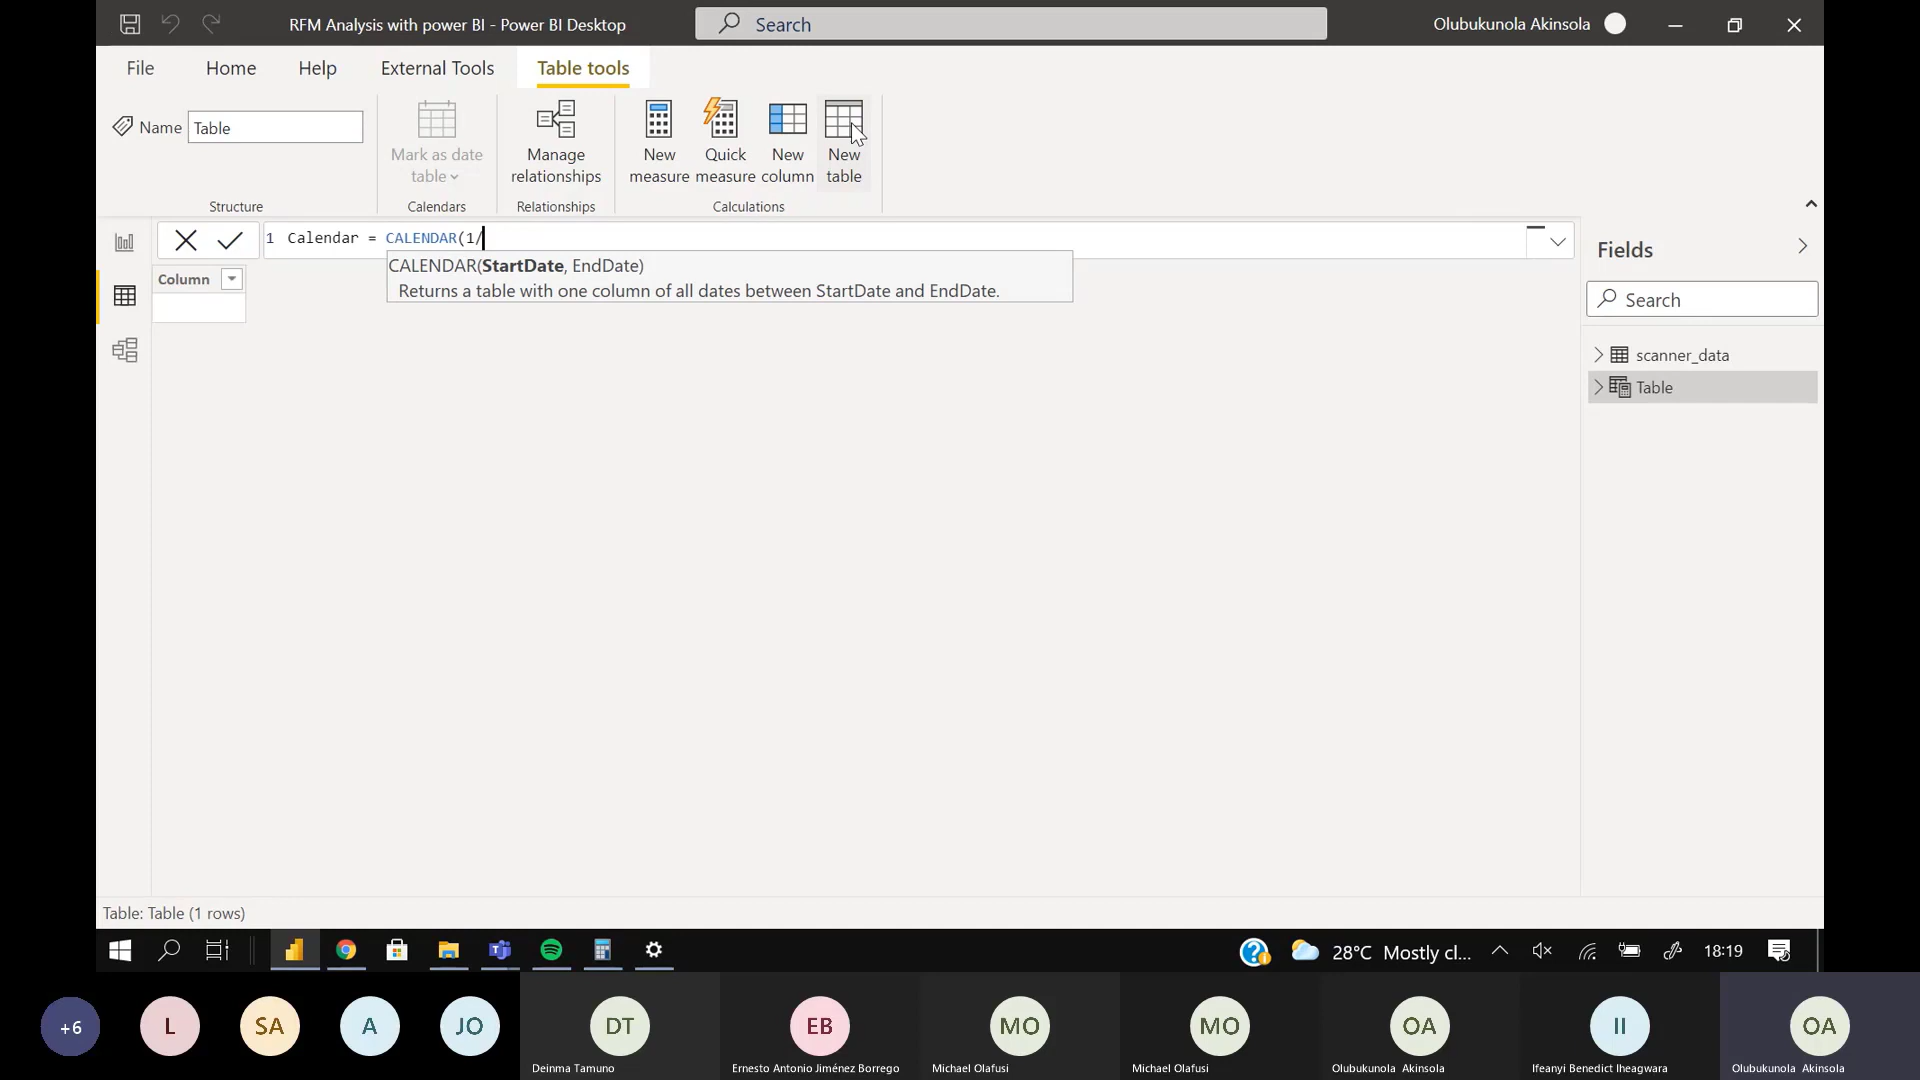 RFM Analysis with power BI - Power BI Desktop
Search
Olubukunola Akinsola
File
Home
Help
External Tools
Table tools
Name
Table
Mark as date
table
Manage
relationships
New
measure
Quick
measure
New
column
New
table
Structure
Calendars
Relationships
Calculations
1 Calendar = CALENDAR(1/
CALENDAR(StartDate, EndDate)
Returns a table with one column of all dates between StartDate and EndDate.
Column
Fields
Search
scanner_data
Table
Table: Table (1 rows)
28°C Mostly cl...
18:19
+6
L
SA
A
JO
DT
EB
MO
MO
OA
II
OA
Deinma Tamuno
Ernesto Antonio Jiménez Borrego
Michael Olafusi
Michael Olafusi
Olubukunola Akinsola
Ifeanyi Benedict Iheagwara
Olubukunola Akinsola